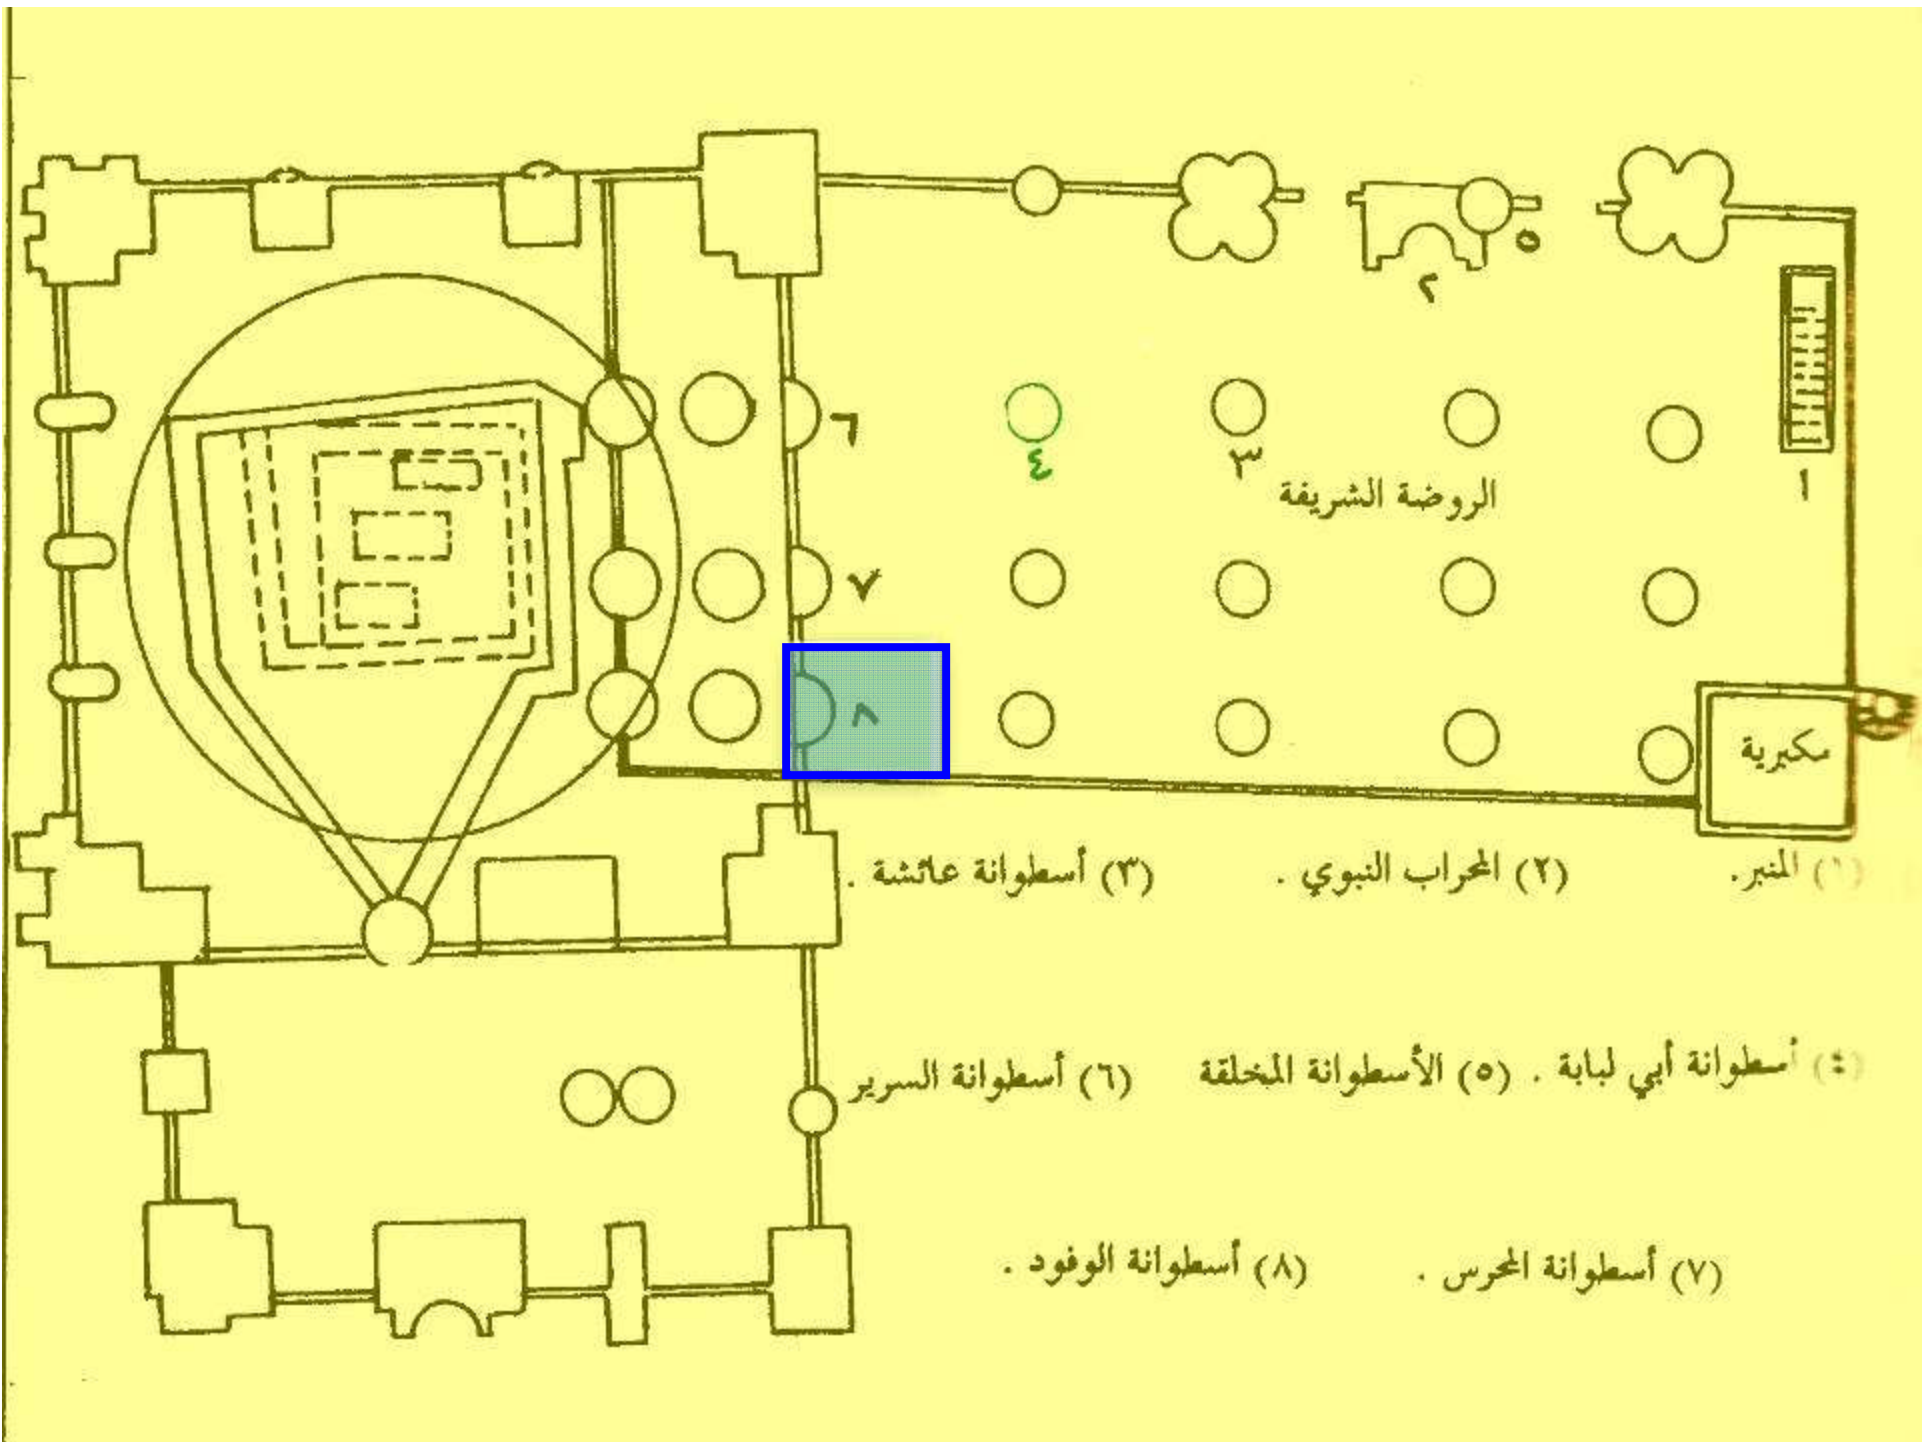 ٥
٢
٦
٤
٣
الروضة الشريفة
١
٧
٨
مكبرية
(١) المنبر. (٢) المحراب النبوي . (٣) أسطوانة عائشة .
(٤) أسطوانة أبي لبابة . (٥) الأسطوانة المخلقة (٦) أسطوانة السرير
(٧) أسطوانة المحرس . (٨) أسطوانة الوفود .